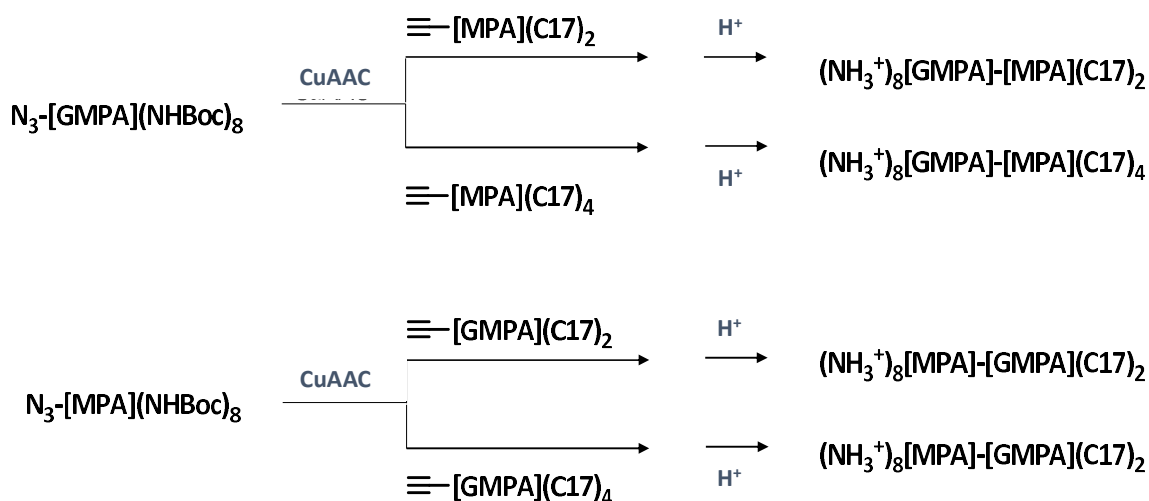 ≡—[MPA](C17)₂
H⁺
CuAAC
(NH₃⁺)₈[GMPA]-[MPA](C17)₂
N₃-[GMPA](NHBoc)₈
(NH₃⁺)₈[GMPA]-[MPA](C17)₄
H⁺
≡—[MPA](C17)₄
≡—[GMPA](C17)₂
H⁺
CuAAC
(NH₃⁺)₈[MPA]-[GMPA](C17)₂
N₃-[MPA](NHBoc)₈
(NH₃⁺)₈[MPA]-[GMPA](C17)₂
H⁺
≡—[GMPA](C17)₄